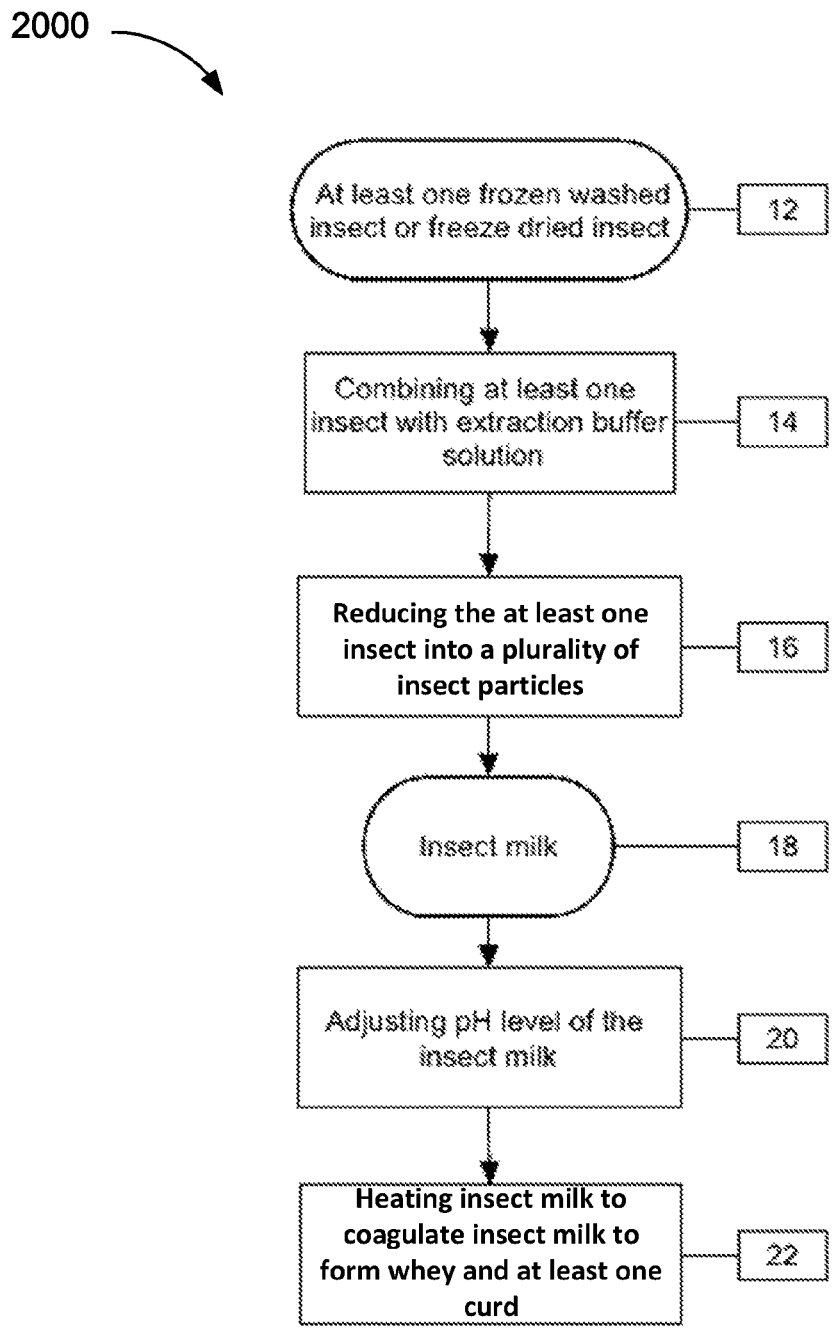 2000
At least one frozen washed
insect or freeze dried insect
12
Combining at least one
insect with extraction buffer
solution
14
Reducing the at least one
insect into a plurality of
insect particles
16
Insect milk
18
Adjusting pH level of the
insect milk
20
Heating insect milk to
coagulate insect milk to
form whey and at least one
curd
22